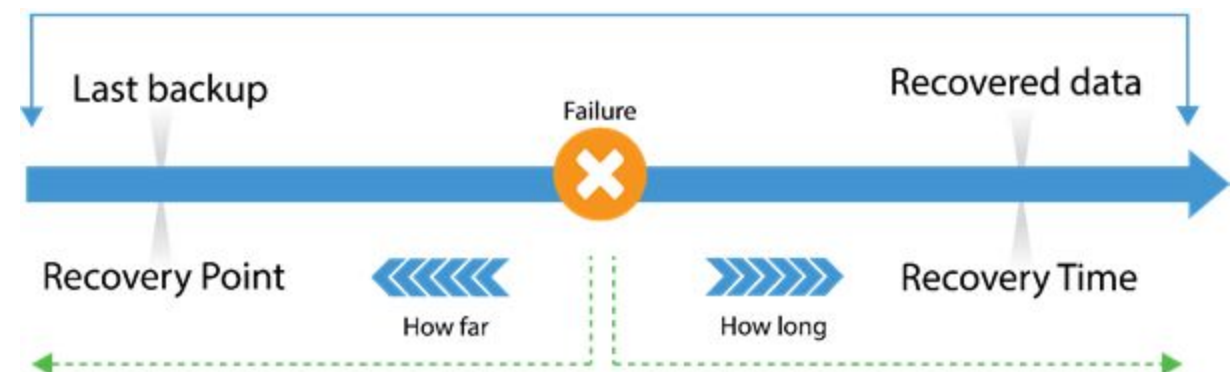 Last backup
Failure
Recovered data
Recovery Point
How far
How long
Recovery Time